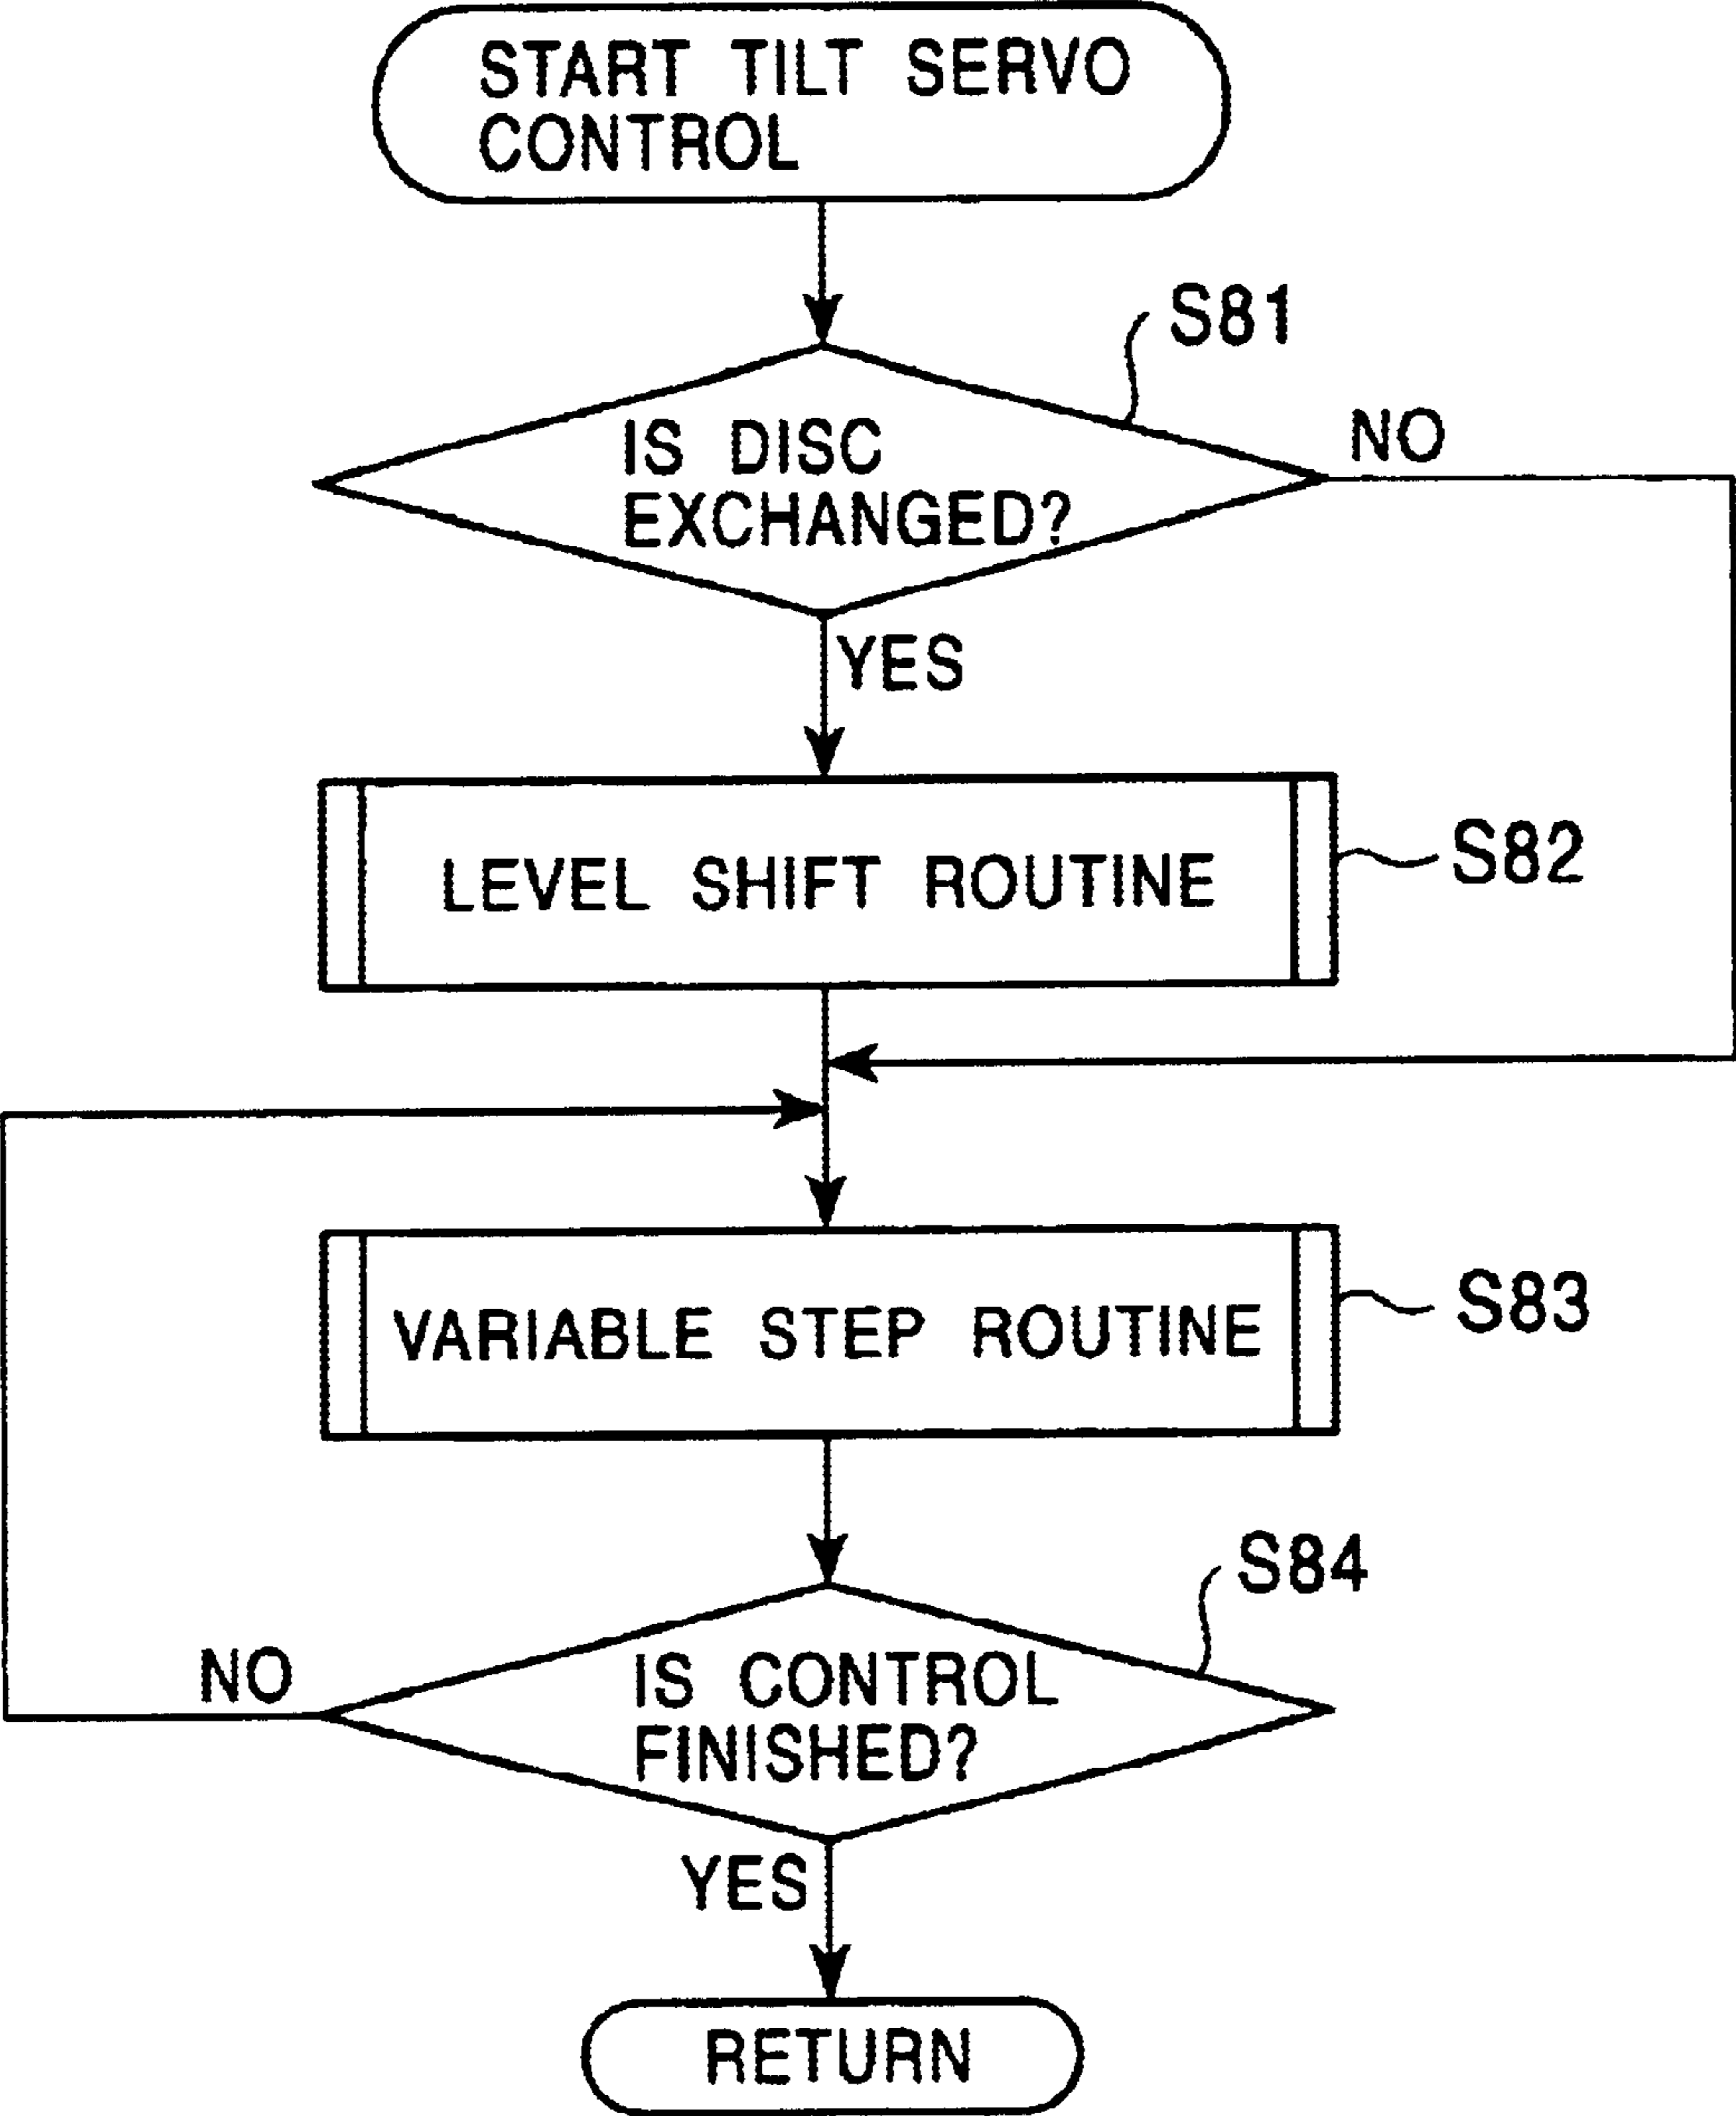 START TILT SERVO
CONTROL
S81
IS DISC
EXCHANGED?
NO
YES
LEVEL SHIFT ROUTINE
S82
VARIABLE STEP ROUTINE
S83
S84
NO
IS CONTROL
FINISHED?
YES
RETURN